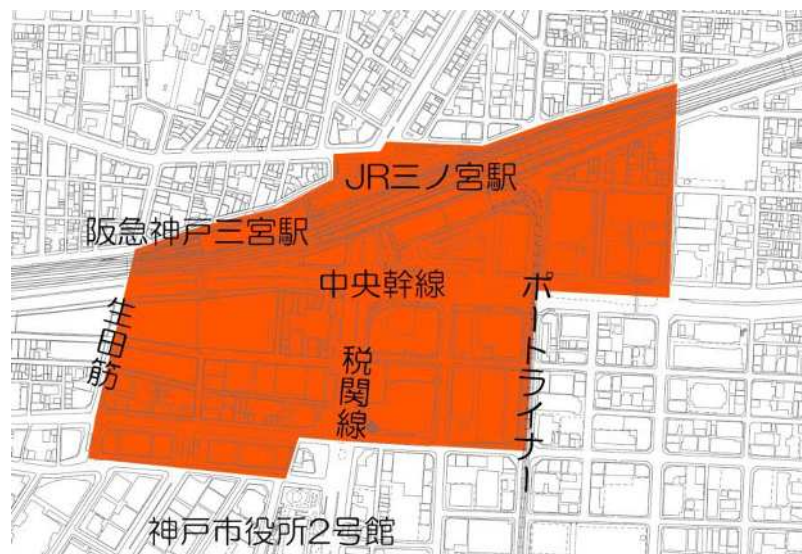 JR三ノ宮駅
阪急神戸三宮駅
中央幹線
ポートライナー
生田筋
税関線
神戸市役所2号館